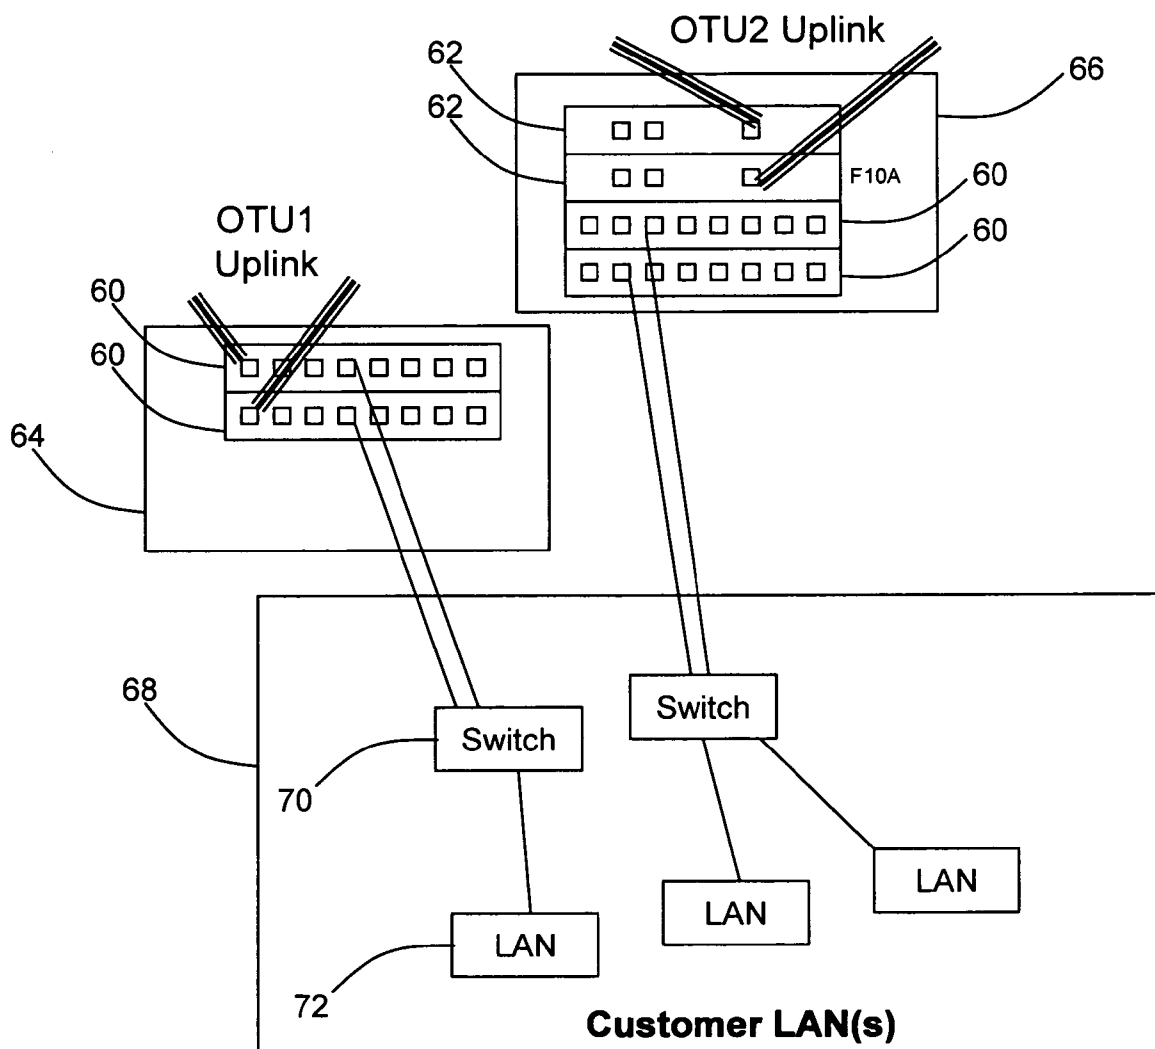 OTU2 Uplink
62
66
62
F10A
60
OTU1
Uplink
60
60
60
64
68
Switch
Switch
70
LAN
LAN
LAN
72
Customer LAN(s)